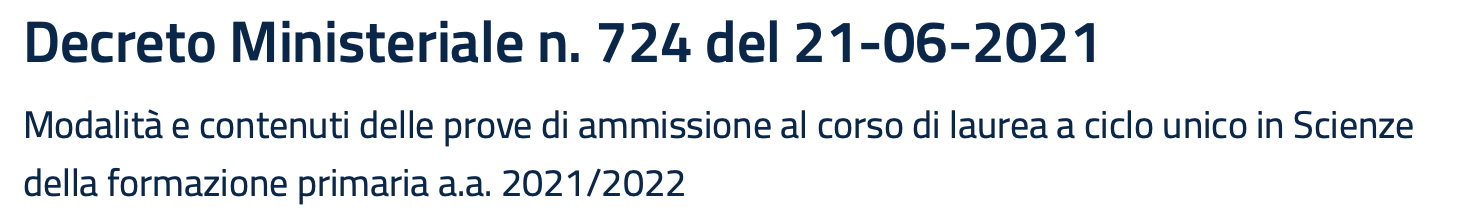 Decreto Ministeriale n. 724 del 21-06-2021
Modalità e contenuti delle prove di ammissione al corso di laurea a ciclo unico in Scienze
della formazione primaria a.a. 2021/2022